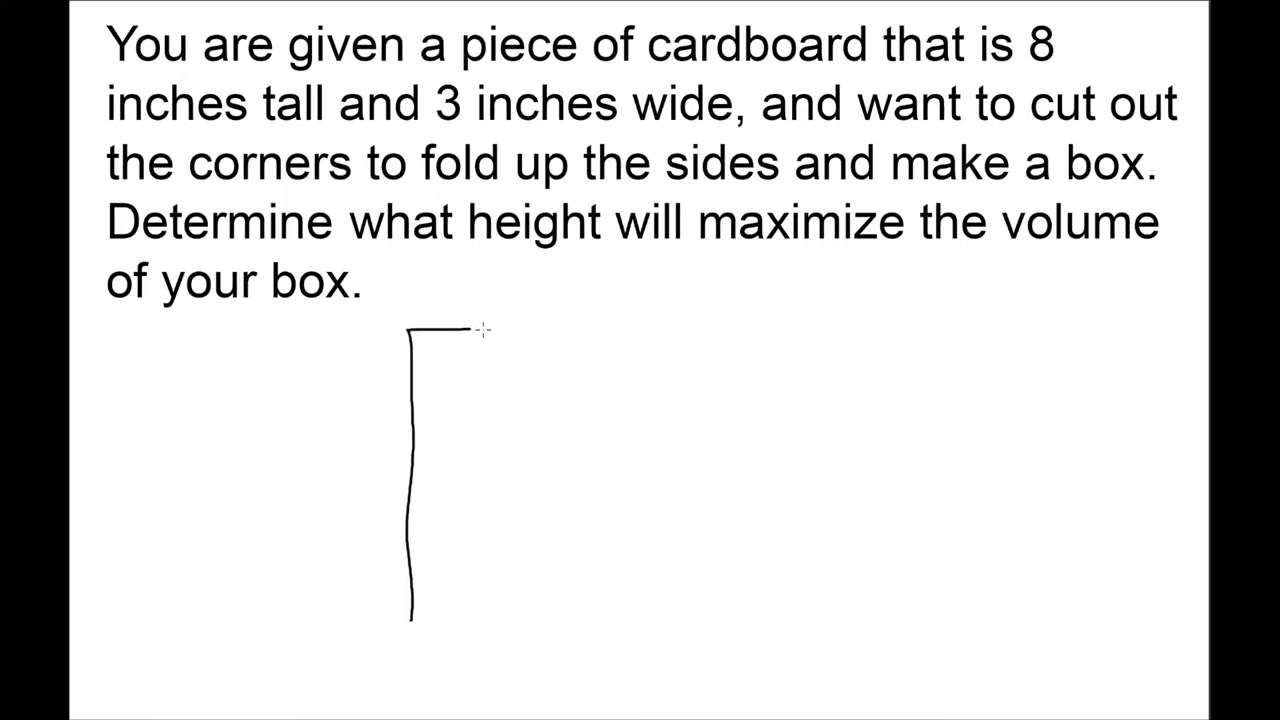 You are given a piece of cardboard that is 8
inches tall and 3 inches wide, and want to cut out
the corners to fold up the sides and make a box.
Determine what height will maximize the volume
of your box.